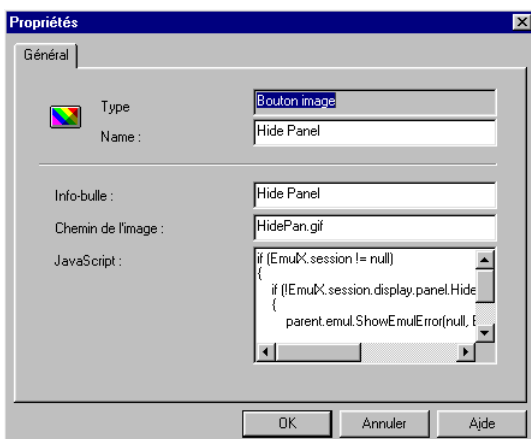 Propriétés
Général
Type
Bouton image
Name :
Hide Panel
Info-bulle :
Hide Panel
Chemin de l'image :
HidePan.gif
JavaScript :
if (EmulX.session != null)
{
if (!EmulX.session.display.panel.Hide
{
parent.emul.ShowEmulError(null,
OK
Annuler
Aide